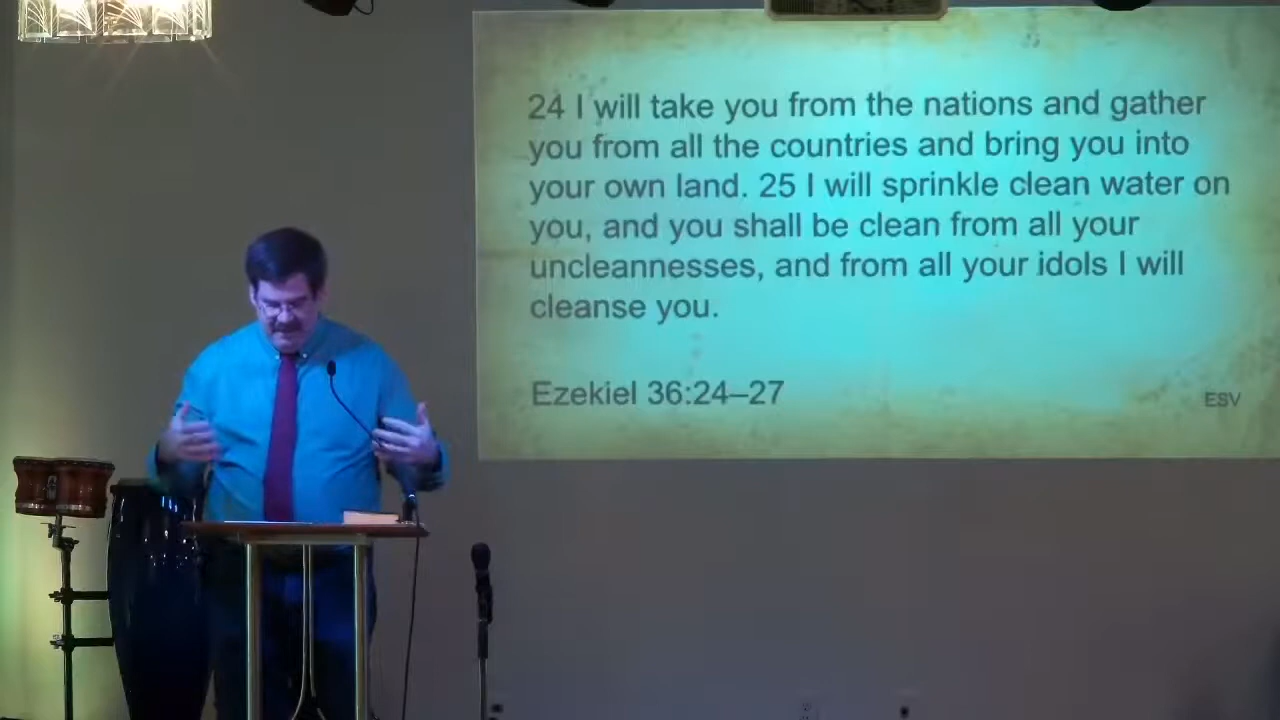 24 I will take you from the nations and gather
you from all the countries and bring you into
your own land. 25 I will sprinkle clean water on
you, and you shall be clean from all your
uncleannesses, and from all your idols I will
cleanse you.
Ezekiel 36:24–27
ESV